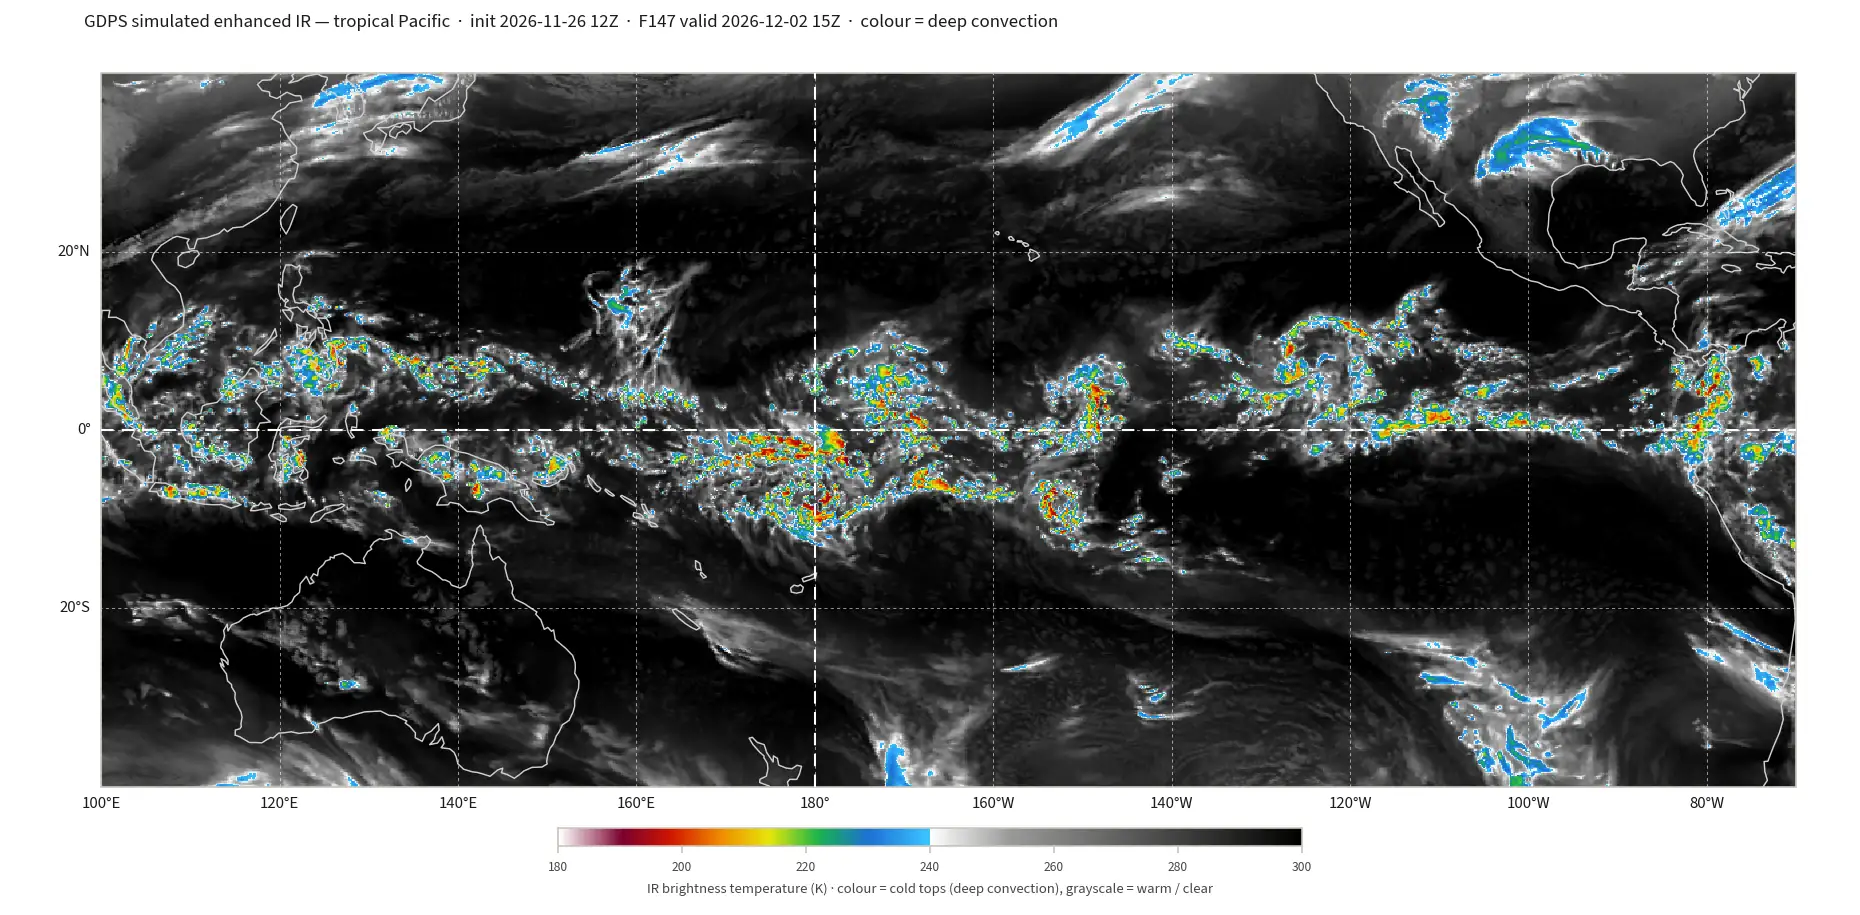 GDPS simulated enhanced IR — tropical Pacific · init 2026-11-26 12Z · F147 valid 2026-12-02 15Z · colour = deep convection
20°N
0°
20°S
100°E 120°E 140°E 160°E 180° 160°W 140°W 120°W 100°W 80°W
180 200 220 240 260 280 300
IR brightness temperature (K) · colour = cold tops (deep convection), grayscale = warm / clear